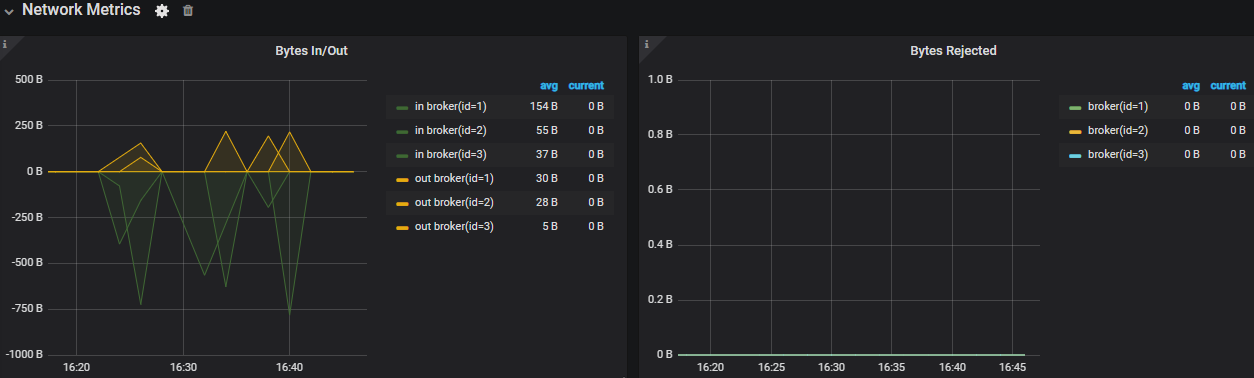 Network Metrics
i
Bytes In/Out
500 B
250 B
0 B
-250 B
-500 B
-750 B
-1000 B
16:20 16:30 16:40
avg current
in broker(id=1) 154 B 0 B
in broker(id=2) 55 B 0 B
in broker(id=3) 37 B 0 B
out broker(id=1) 30 B 0 B
out broker(id=2) 28 B 0 B
out broker(id=3) 5 B 0 B
i
Bytes Rejected
1.0 B
0.8 B
0.6 B
0.4 B
0.2 B
0 B
16:20 16:25 16:30 16:35 16:40 16:45
avg current
broker(id=1) 0 B 0 B
broker(id=2) 0 B 0 B
broker(id=3) 0 B 0 B